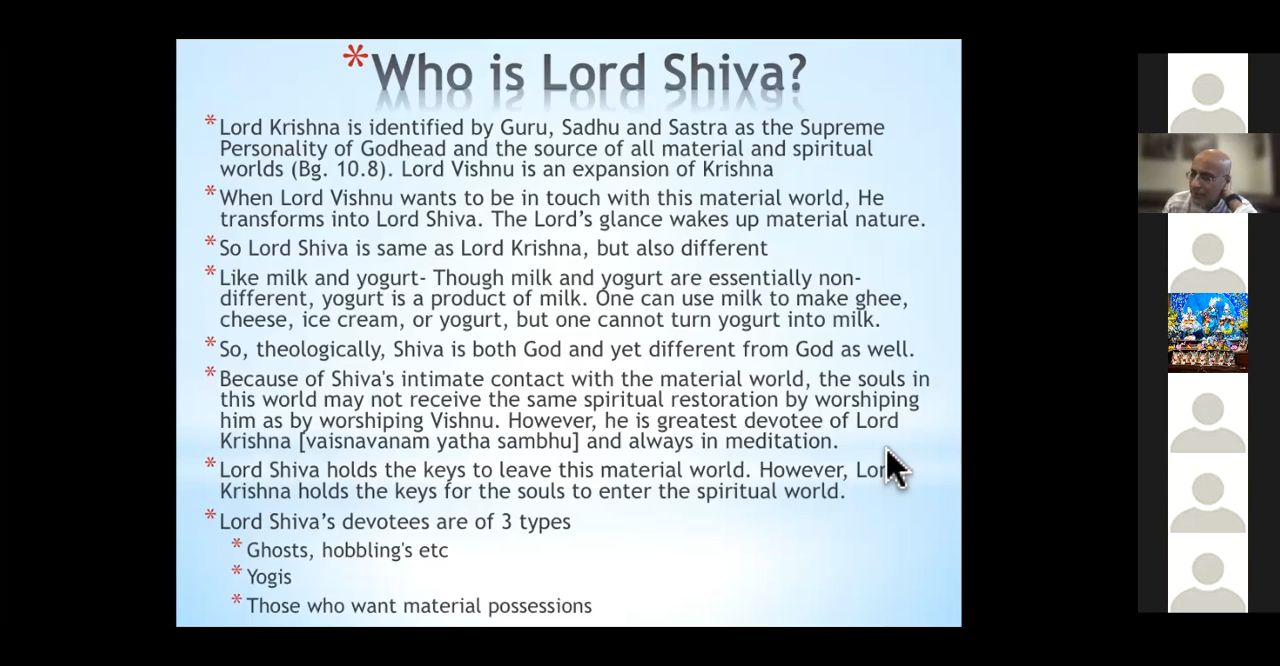 *Who is Lord Shiva?
* Lord Krishna is identified by Guru, Sadhu and Sastra as the Supreme
Personality of Godhead and the source of all material and spiritual
worlds (Bg. 10.8). Lord Vishnu is an expansion of Krishna
* When Lord Vishnu wants to be in touch with this material world, He
transforms into Lord Shiva. The Lord's glance wakes up material nature.
* So Lord Shiva is same as Lord Krishna, but also different
* Like milk and yogurt- Though milk and yogurt are essentially non-
different, yogurt is a product of milk. One can use milk to make ghee,
cheese, ice cream, or yogurt, but one cannot turn yogurt into milk.
* So, theologically, Shiva is both God and yet different from God as well.
* Because of Shiva's intimate contact with the material world, the souls in
this world may not receive the same spiritual restoration by worshiping
him as by worshiping Vishnu. However, he is greatest devotee of Lord
Krishna [vaisnavanam yatha sambhu] and always in meditation.
* Lord Shiva holds the keys to leave this material world. However, Lor
Krishna holds the keys for the souls to enter the spiritual world.
* Lord Shiva's devotees are of 3 types
* Ghosts, hobbling's etc
* Yogis
* Those who want material possessions